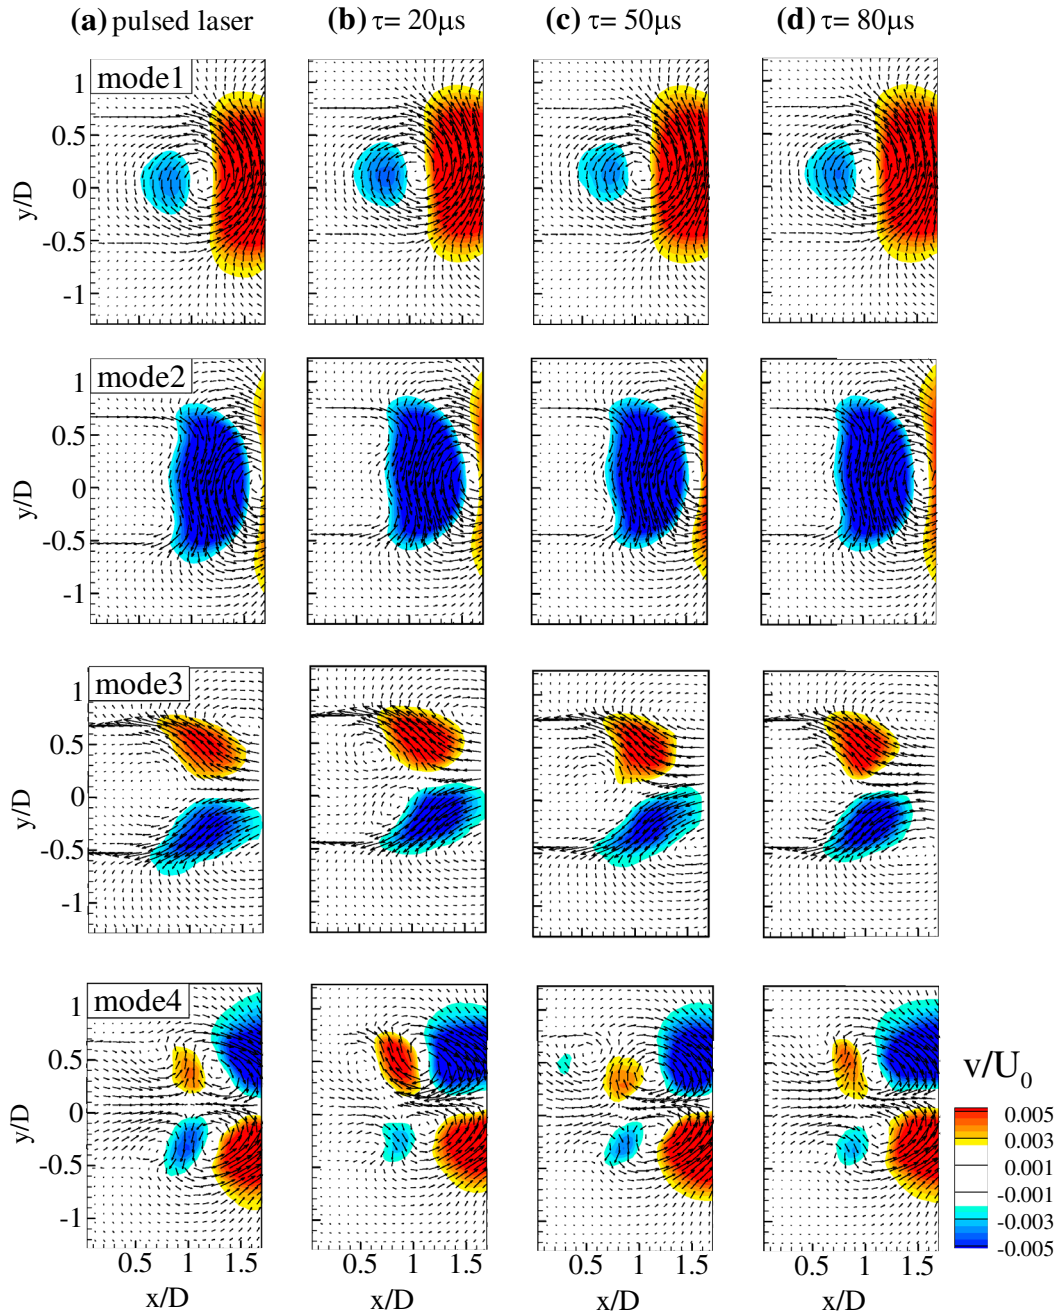 (a) pulsed laser (b) τ= 20μs (c) τ= 50μs (d) τ= 80μs
mode1
1
0.5
0
-0.5
-1
y/D
mode2
1
0.5
0
-0.5
-1
y/D
mode3
1
0.5
0
-0.5
-1
y/D
mode4
1
0.5
0
-0.5
-1
y/D
v/U0
0.005
0.003
0.001
-0.001
-0.003
-0.005
0.5 1 1.5 0.5 1 1.5 0.5 1 1.5 0.5 1 1.5
x/D x/D x/D x/D